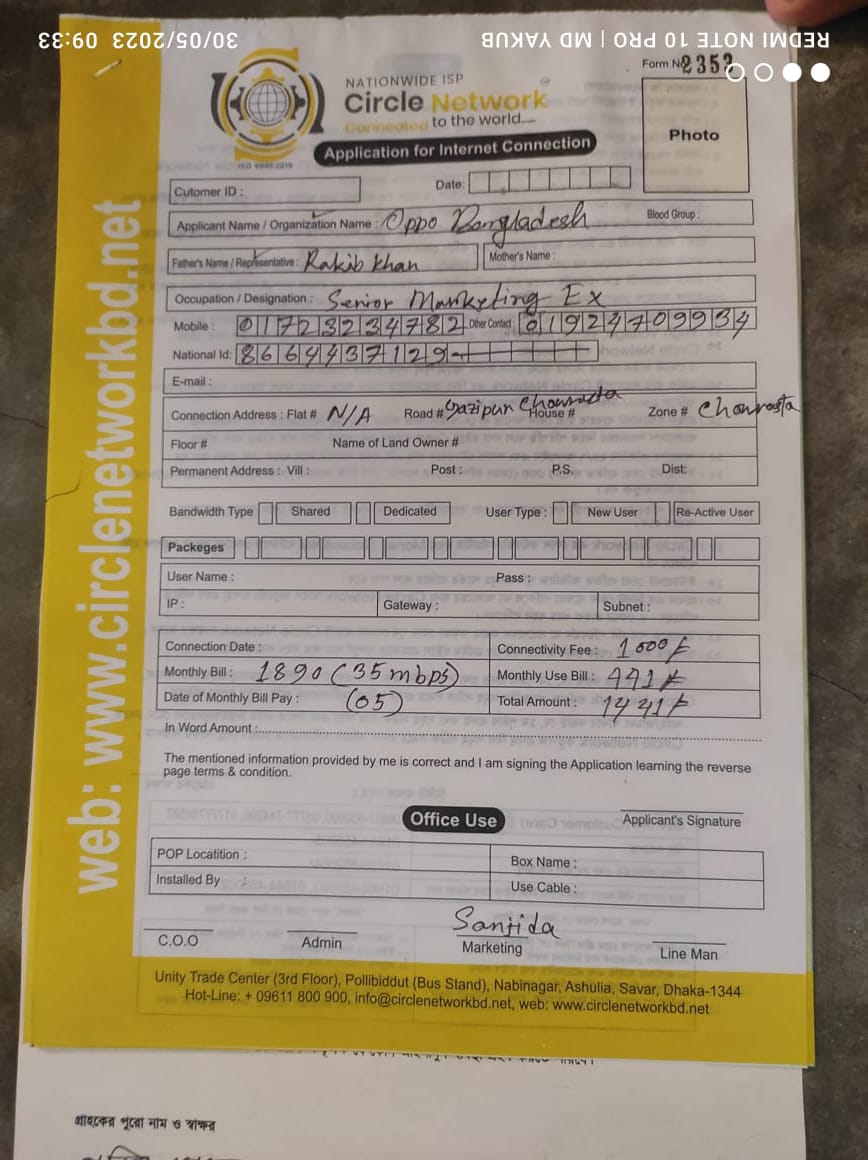 REDMI NOTE 10 PRO | MD YAKUB
30/05/2023 09:33
Form No 2352
NATIONWIDE ISP
Circle Network
Connected to the world....
ISO 9001:2015
Application for Internet Connection
Photo
Cutomer ID :
Date:
Applicant Name / Organization Name : Oppo Bangladesh
Blood Group :
Father's Name / Representative : Rakib Khan
Mother's Name :
Occupation / Designation : Senior Marketing Ex
Mobile : 01723234782 Other Contact : 01924709934
National Id: 8664437129
E-mail :
Connection Address : Flat # N/A Road # Gazipur Chowrasta House # Zone # Chowrasta
Floor # Name of Land Owner #
Permanent Address : Vill : Post : P.S. Dist:
Bandwidth Type Shared Dedicated User Type : New User Re-Active User
Packeges
User Name : Pass :
IP : Gateway : Subnet :
Connection Date : Connectivity Fee : 1000/-
Monthly Bill : 1890 (35 mbps) Monthly Use Bill : 441/-
Date of Monthly Bill Pay : (05) Total Amount : 1441/-
In Word Amount :
The mentioned information provided by me is correct and I am signing the Application learning the reverse
page terms & condition.
Applicant's Signature
Office Use
POP Locatition : Box Name :
Installed By : Use Cable :
Sanjida
C.O.O Admin Marketing Line Man
Unity Trade Center (3rd Floor), Pollibiddut (Bus Stand), Nabinagar, Ashulia, Savar, Dhaka-1344
Hot-Line: + 09611 800 900, info@circlenetworkbd.net, web: www.circlenetworkbd.net
web: www.circlenetworkbd.net
গ্রাহকের পুরো নাম ও স্বাক্ষর